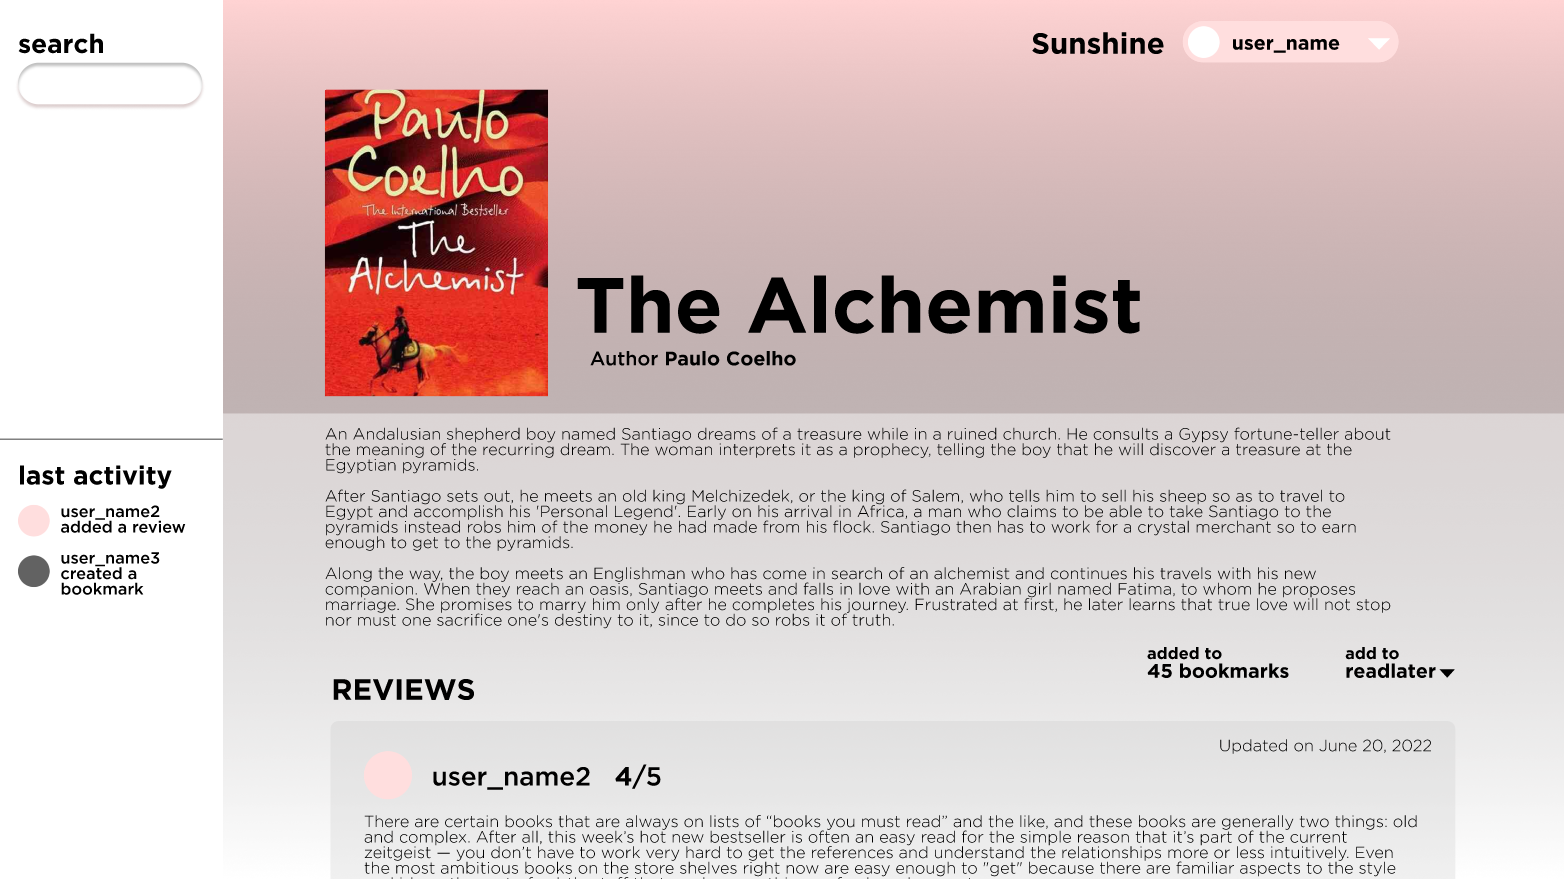 search
Sunshine
user_name
Paulo
Coelho
The International Bestseller
The
Alchemist
The Alchemist
Author Paulo Coelho
An Andalusian shepherd boy named Santiago dreams of a treasure while in a ruined church. He consults a Gypsy fortune-teller about
the meaning of the recurring dream. The woman interprets it as a prophecy, telling the boy that he will discover a treasure at the
Egyptian pyramids.
After Santiago sets out, he meets an old king Melchizedek, or the king of Salem, who tells him to sell his sheep so as to travel to
Egypt and accomplish his 'Personal Legend'. Early on his arrival in Africa, a man who claims to be able to take Santiago to the
pyramids instead robs him of the money he had made from his flock. Santiago then has to work for a crystal merchant so to earn
enough to get to the pyramids.
Along the way, the boy meets an Englishman who has come in search of an alchemist and continues his travels with his new
companion. When they reach an oasis, Santiago meets and falls in love with an Arabian girl named Fatima, to whom he proposes
marriage. She promises to marry him only after he completes his journey. Frustrated at first, he later learns that true love will not stop
nor must one sacrifice one's destiny to it, since to do so robs it of truth.
last activity
user_name2
added a review
user_name3
created a
bookmark
added to
45 bookmarks
add to
readlater
REVIEWS
Updated on June 20, 2022
user_name2 4/5
There are certain books that are always on lists of “books you must read” and the like, and these books are generally two things: old
and complex. After all, this week’s hot new bestseller is often an easy read for the simple reason that it’s part of the current
zeitgeist — you don’t have to work very hard to get the references and understand the relationships more or less intuitively. Even
the most ambitious books on the store shelves right now are easy enough to "get" because there are familiar aspects to the style